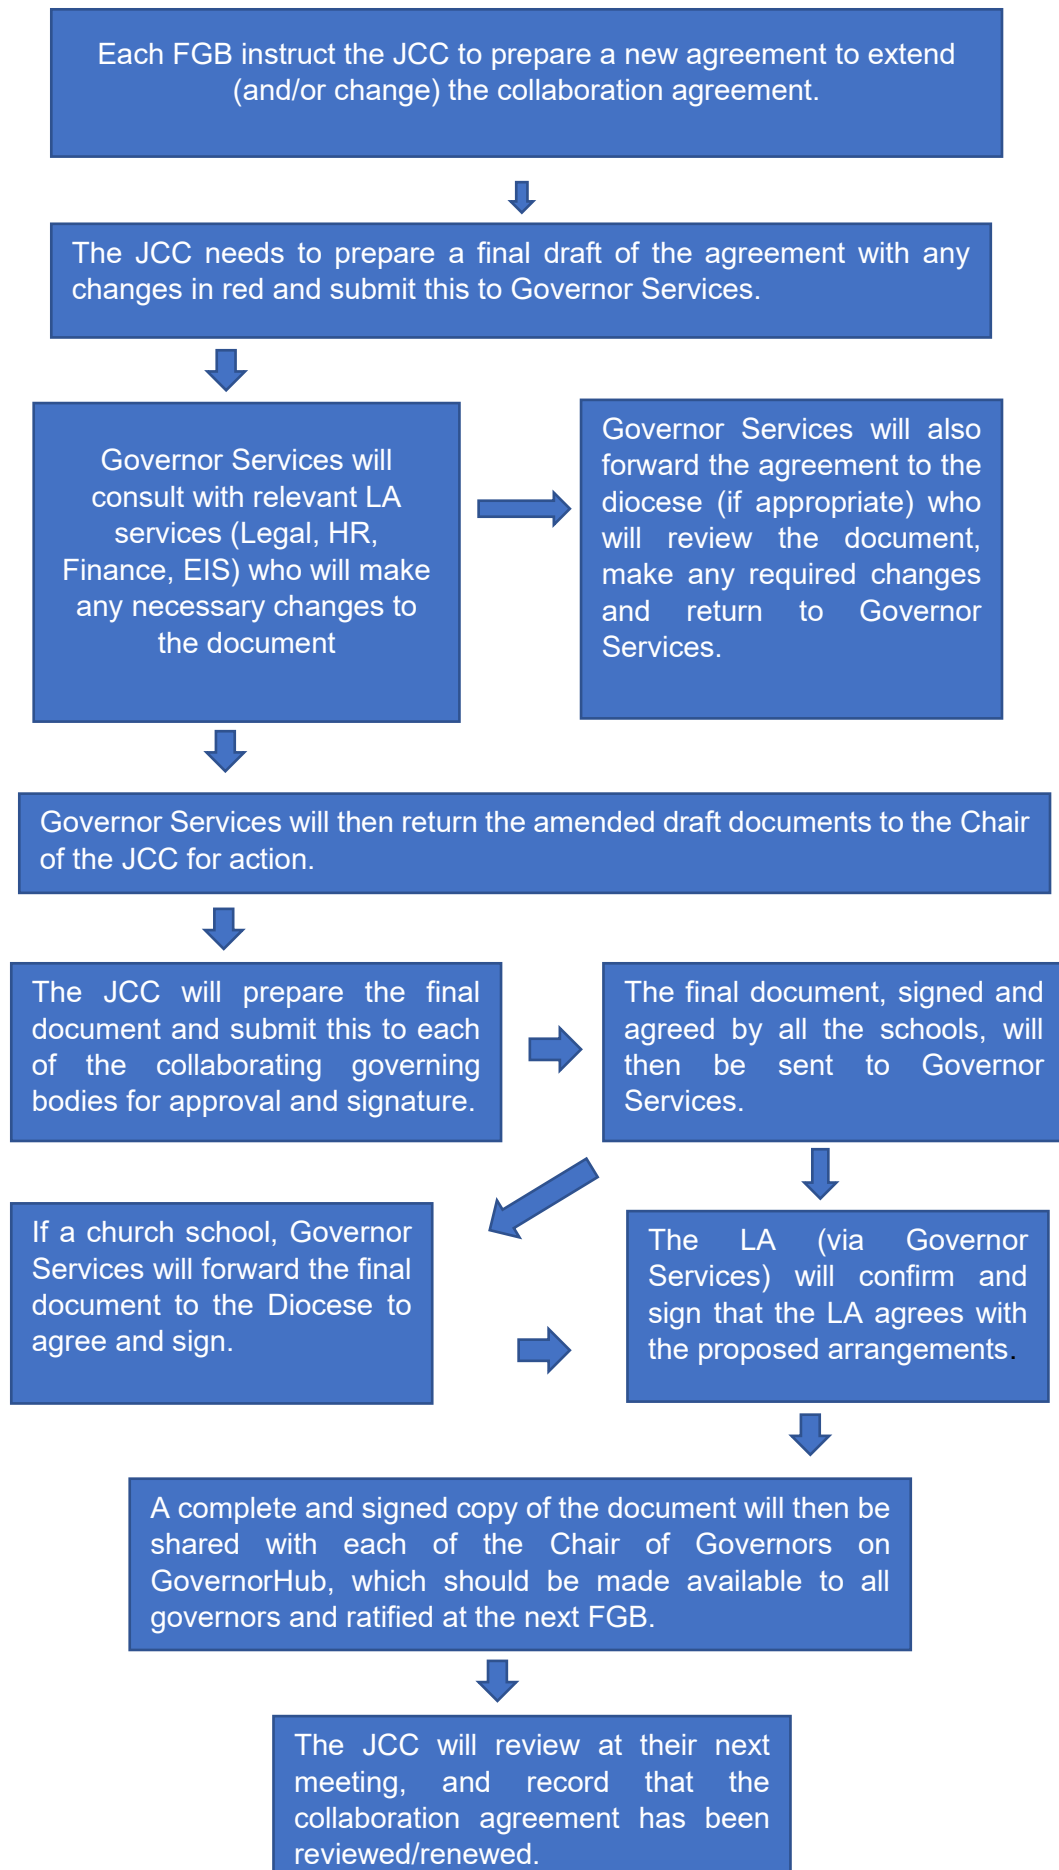 Each FGB instruct the JCC to prepare a new agreement to extend
(and/or change) the collaboration agreement.
The JCC needs to prepare a final draft of the agreement with any
changes in red and submit this to Governor Services.
Governor Services will
consult with relevant LA
services (Legal, HR,
Finance, EIS) who will make
any necessary changes to
the document
Governor Services will also
forward the agreement to the
diocese (if appropriate) who
will review the document,
make any required changes
and return to Governor
Services.
Governor Services will then return the amended draft documents to the Chair
of the JCC for action.
The JCC will prepare the final
document and submit this to each
of the collaborating governing
bodies for approval and signature.
The final document, signed and
agreed by all the schools, will
then be sent to Governor
Services.
If a church school, Governor
Services will forward the final
document to the Diocese to
agree and sign.
The LA (via Governor
Services) will confirm and
sign that the LA agrees with
the proposed arrangements.
A complete and signed copy of the document will then be
shared with each of the Chair of Governors on
GovernorHub, which should be made available to all
governors and ratified at the next FGB.
The JCC will review at their next
meeting, and record that the
collaboration agreement has been
reviewed/renewed.